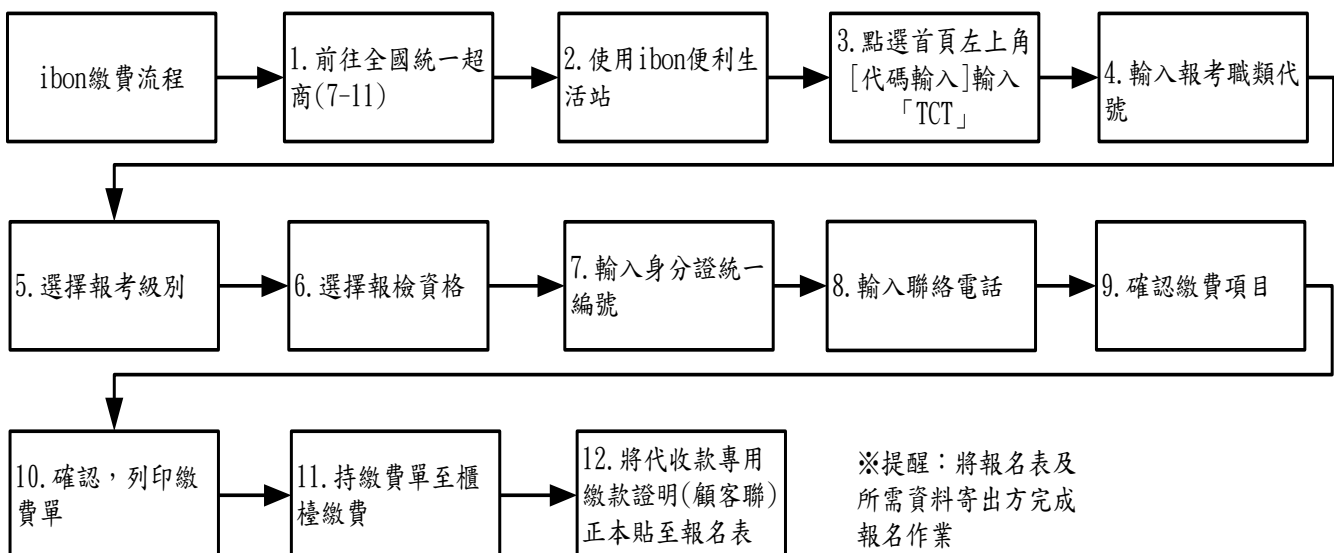 ibon繳費流程
1.前往全國統一超
商(7-11)
2.使用ibon便利生
活站
3.點選首頁左上角
[代碼輸入]輸入
「TCT」
4.輸入報考職類代
號
5.選擇報考級別
6.選擇報檢資格
7.輸入身分證統一
編號
8.輸入聯絡電話
9.確認繳費項目
10.確認，列印繳
費單
11.持繳費單至櫃
檯繳費
12.將代收款專用
繳款證明(顧客聯)
正本貼至報名表
※提醒：將報名表及
所需資料寄出方完成
報名作業